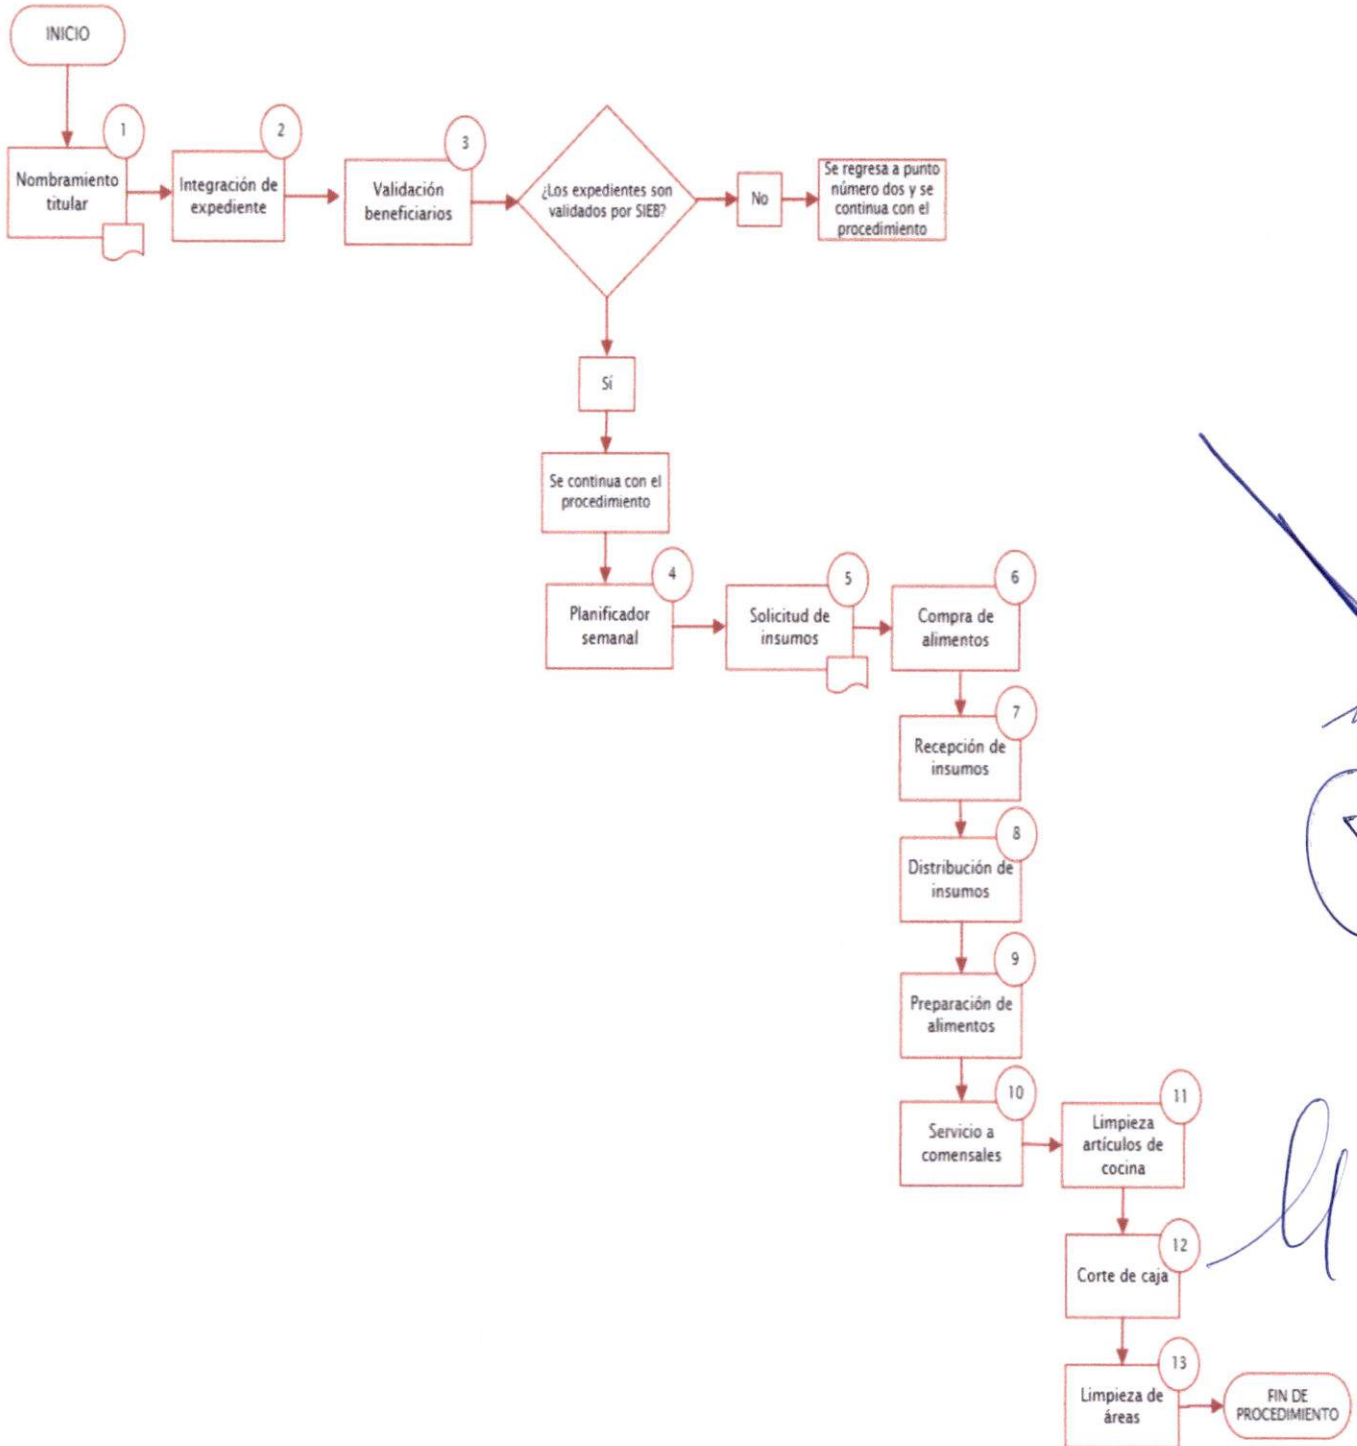 INICIO
1
Nombramiento
titular
2
Integración de
expediente
3
Validación
beneficiarios
¿Los expedientes son
validados por SIEB?
No
Se regresa a punto
número dos y se
continua con el
procedimiento
Sí
Se continua con el
procedimiento
4
Planificador
semanal
5
Solicitud de
insumos
6
Compra de
alimentos
7
Recepción de
insumos
8
Distribución de
insumos
9
Preparación de
alimentos
10
Servicio a
comensales
11
Limpieza
artículos de
cocina
12
Corte de caja
13
Limpieza de
áreas
FIN DE
PROCEDIMIENTO